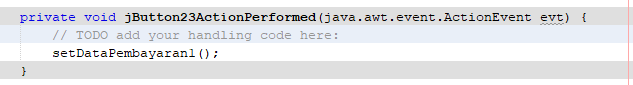 private void jButton23ActionPerformed(java.awt.event.ActionEvent evt) {
// TODO add your handling code here:
setDataPembayaran1();
}